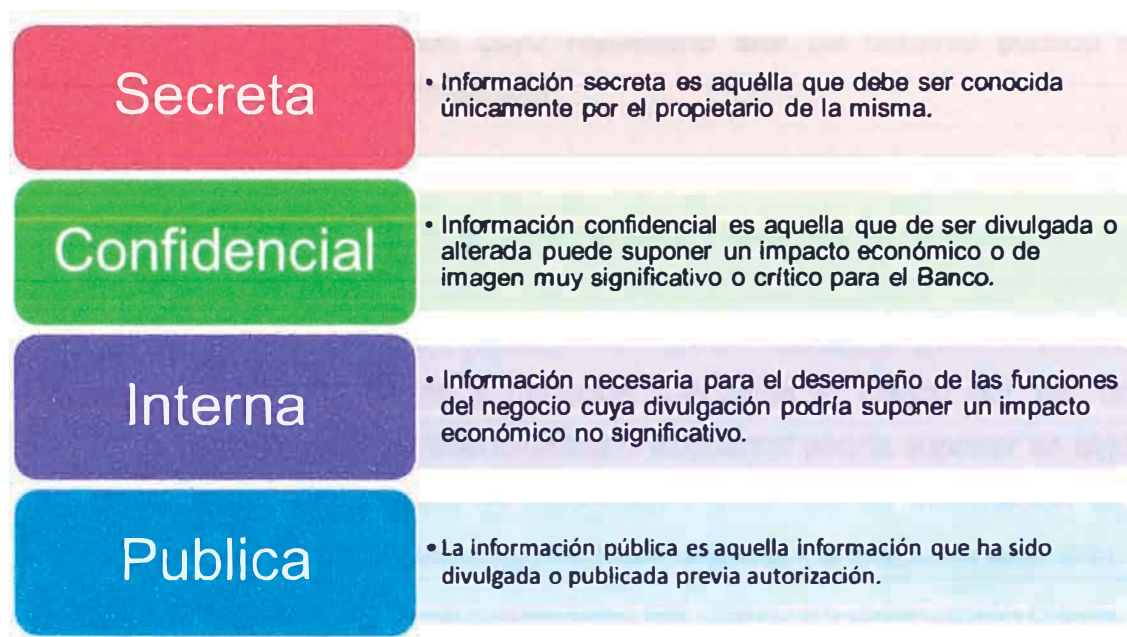 Secreta
• Información secreta es aquélla que debe ser conocida
únicamente por el propietario de la misma.
Confidencial
• Información confidencial es aquella que de ser divulgada o
alterada puede suponer un impacto económico o de
imagen muy significativo o crítico para el Banco.
Interna
• Información necesaria para el desempeño de las funciones
del negocio cuya divulgación podría suponer un impacto
económico no significativo.
Publica
• La información pública es aquella información que ha sido
divulgada o publicada previa autorización.